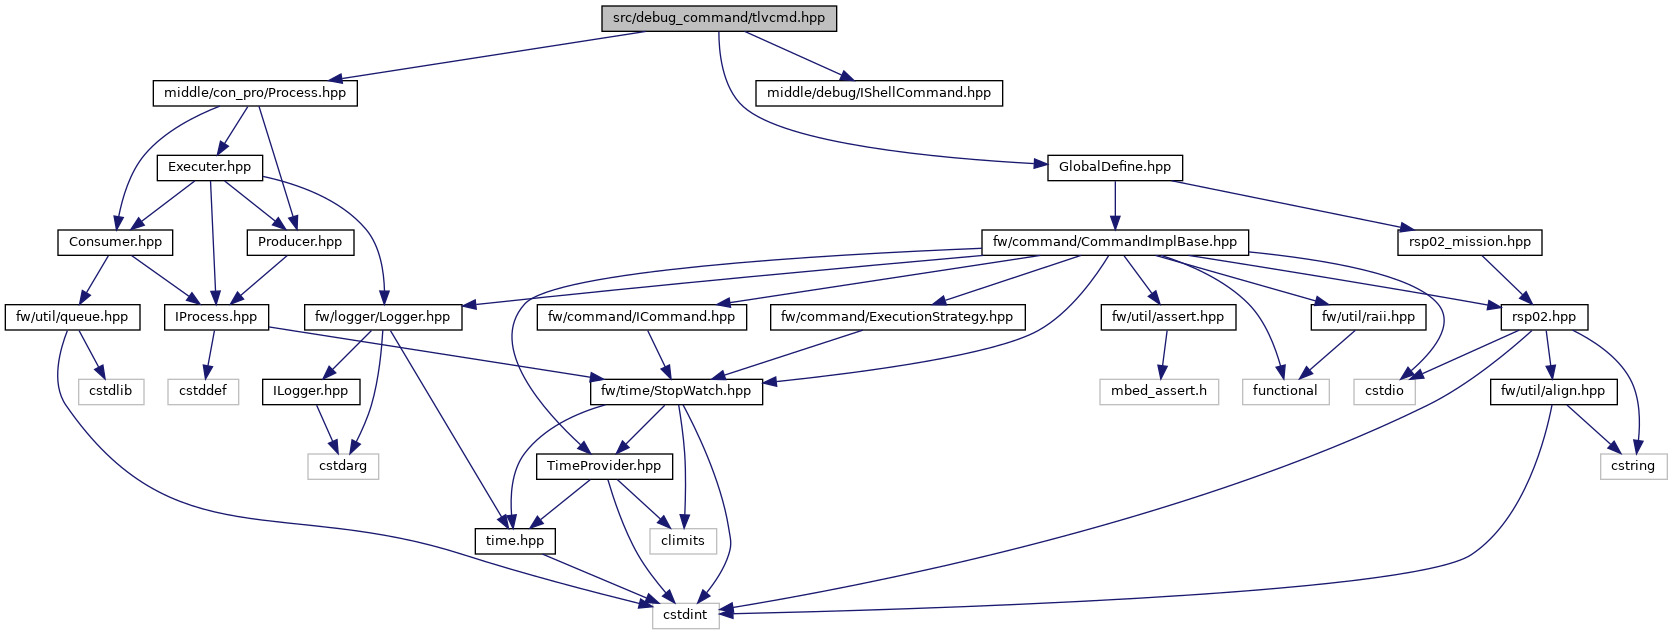 src/debug_command/tlvcmd.hpp
middle/con_pro/Process.hpp
middle/debug/IShellCommand.hpp
Executer.hpp
GlobalDefine.hpp
Consumer.hpp
Producer.hpp
fw/command/CommandImplBase.hpp
rsp02_mission.hpp
fw/util/queue.hpp
IProcess.hpp
fw/logger/Logger.hpp
fw/command/ICommand.hpp
fw/command/ExecutionStrategy.hpp
fw/util/assert.hpp
fw/util/raii.hpp
rsp02.hpp
cstdlib
cstddef
ILogger.hpp
fw/time/StopWatch.hpp
mbed_assert.h
functional
cstdio
fw/util/align.hpp
cstdarg
TimeProvider.hpp
cstring
time.hpp
climits
cstdint